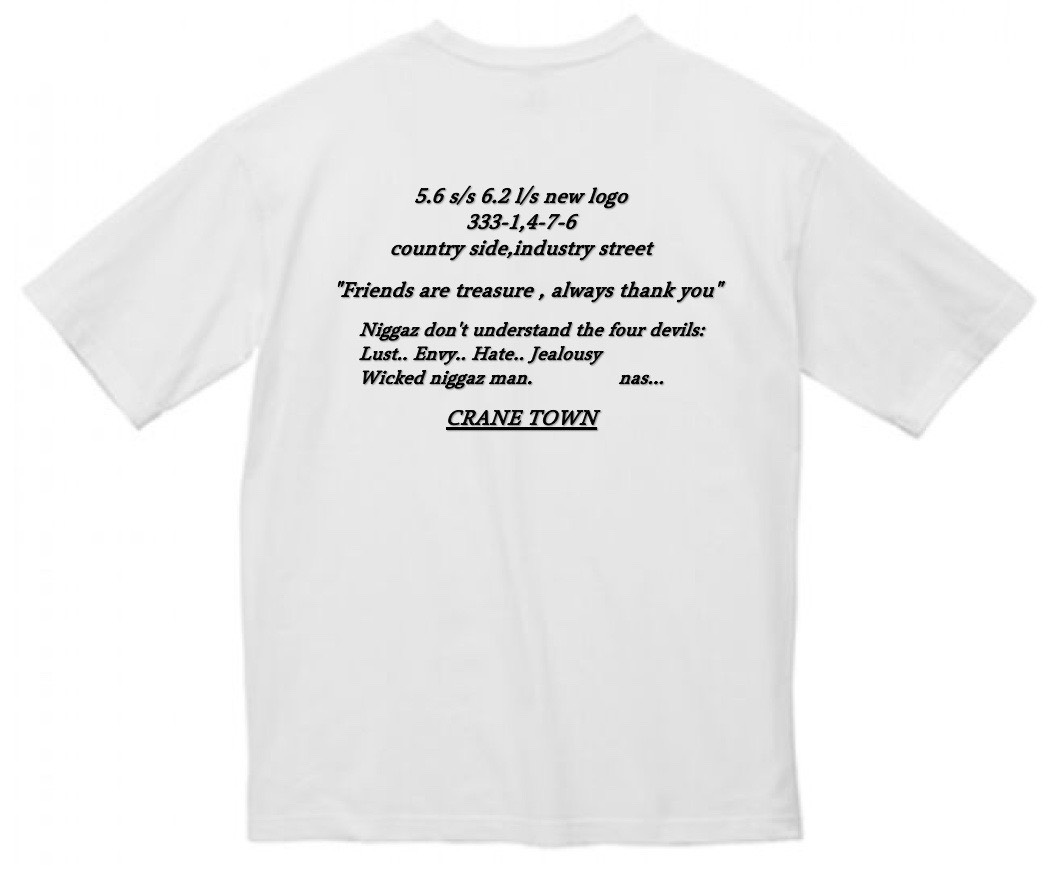 5.6 s/s 6.2 l/s new logo
333-1,4-7-6
country side,industry street
"Friends are treasure , always thank you"
Niggaz don't understand the four devils:
Lust.. Envy.. Hate.. Jealousy
Wicked niggaz man. nas...
CRANE TOWN